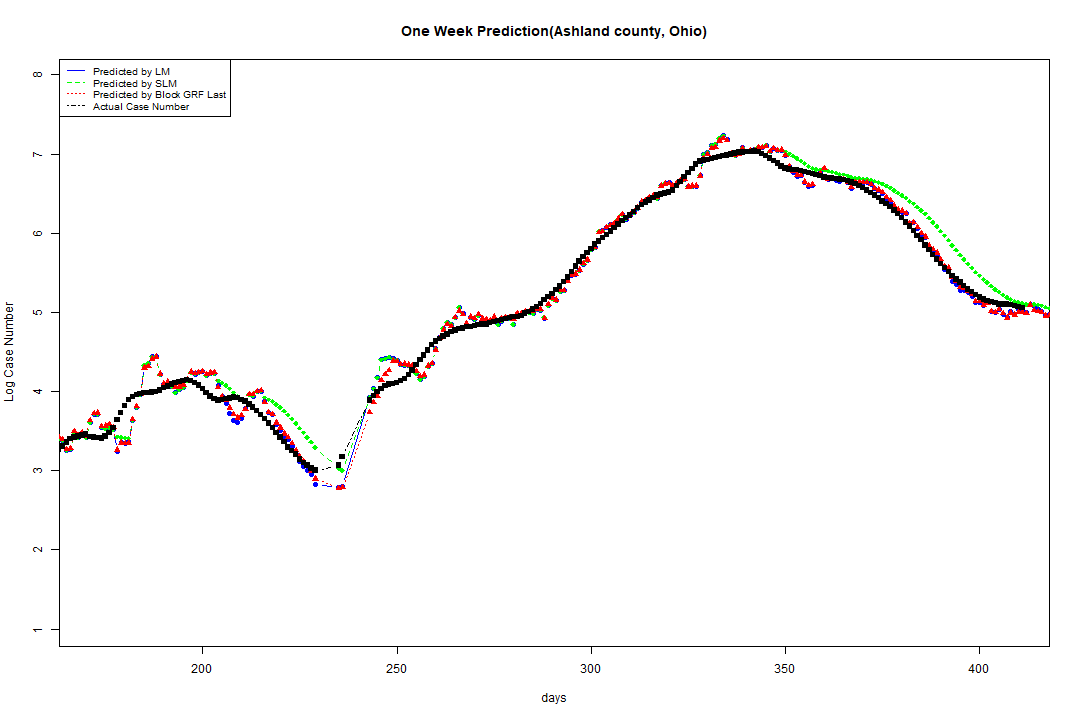 One Week Prediction(Ashland county, Ohio)
Predicted by LM
Predicted by SLM
Predicted by Block GRF Last
Actual Case Number
8
7
6
5
4
3
2
1
Log Case Number
200 250 300 350 400
days